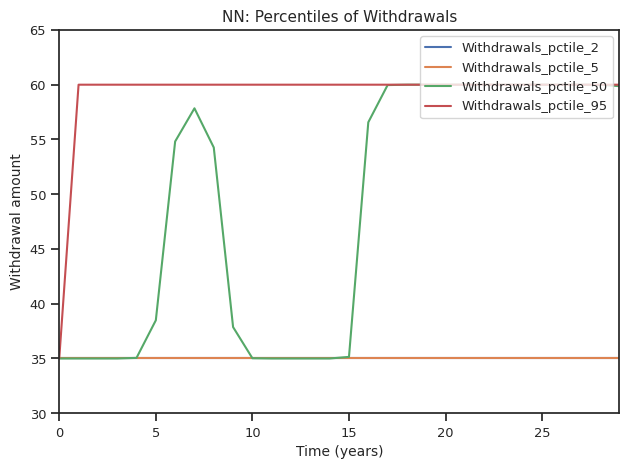 NN: Percentiles of Withdrawals
65
60
55
50
45
40
35
30
Withdrawal amount
Withdrawals_pctile_2
Withdrawals_pctile_5
Withdrawals_pctile_50
Withdrawals_pctile_95
0 5 10 15 20 25
Time (years)